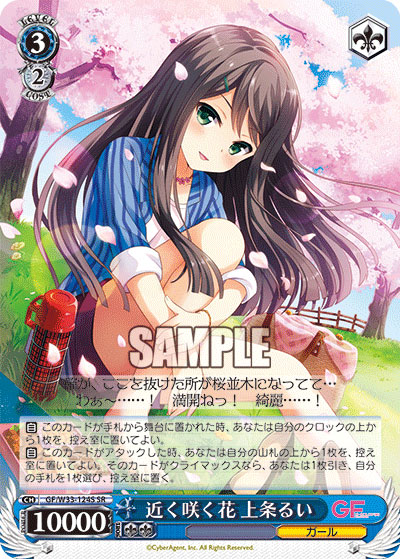 LEVEL
3
2
COST
SAMPLE
確か、ここを抜けた所が桜並木になってて…
わぁ〜……！　満開ねっ！　綺麗……！
自 このカードが手札から舞台に置かれた時、あなたは自分のクロックの上から1枚を、控え室に置いてよい。
自 このカードがアタックした時、あなたは自分の山札の上から1枚を、控え室に置いてよい。そのカードがクライマックスなら、あなたは1枚引き、自分の手札を1枚選び、控え室に置く。
CH GF/W33-124S SR
10000
近く咲く花 上条るい
GF
ガール
©CyberAgent, Inc. All Rights Reserved.